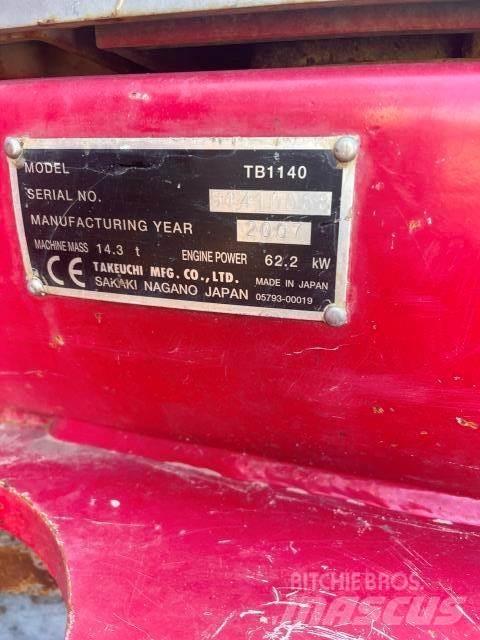 MODEL TB1140
SERIAL NO.
MANUFACTURING YEAR 2007
MACHINE MASS 14.3 t ENGINE POWER 62.2 kW
CE TAKEUCHI MFG. CO., LTD. MADE IN JAPAN
SAKAKI NAGANO JAPAN 05793-00019
RITCHIE BROS.
MASCUS